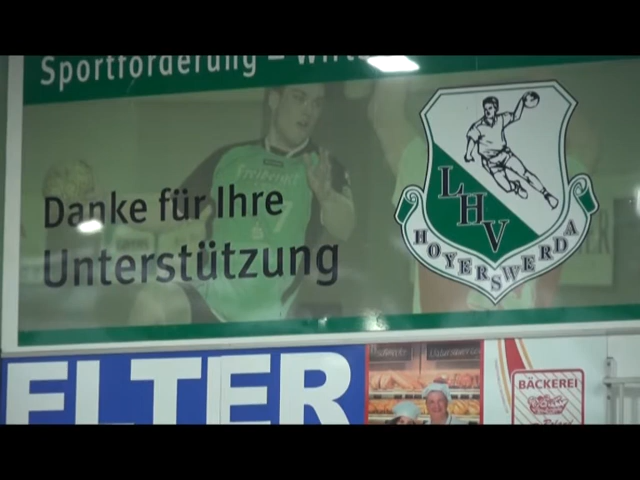 Sportförderung –
Danke für Ihre
Unterstützung
LHV
HOYERSWERDA
ELTER
BÄCKEREI